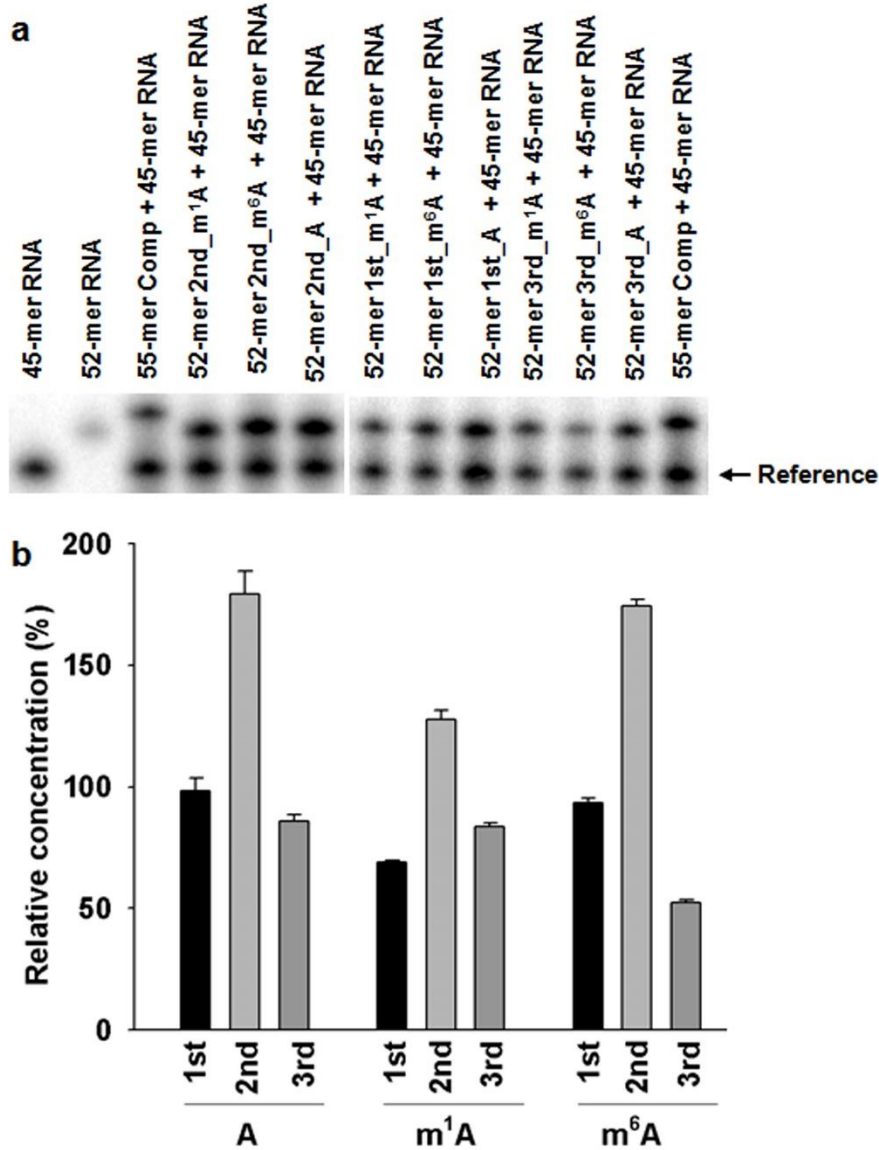 a
45-mer RNA
52-mer RNA
55-mer Comp + 45-mer RNA
52-mer 2nd_m¹A + 45-mer RNA
52-mer 2nd_m⁶A + 45-mer RNA
52-mer 2nd_A + 45-mer RNA
52-mer 1st_m¹A + 45-mer RNA
52-mer 1st_m⁶A + 45-mer RNA
52-mer 1st_A + 45-mer RNA
52-mer 3rd_m¹A + 45-mer RNA
52-mer 3rd_m⁶A + 45-mer RNA
52-mer 3rd_A + 45-mer RNA
55-mer Comp + 45-mer RNA
← Reference
b
Relative concentration (%)
200
150
100
50
0
1st 2nd 3rd 1st 2nd 3rd 1st 2nd 3rd
A m¹A m⁶A